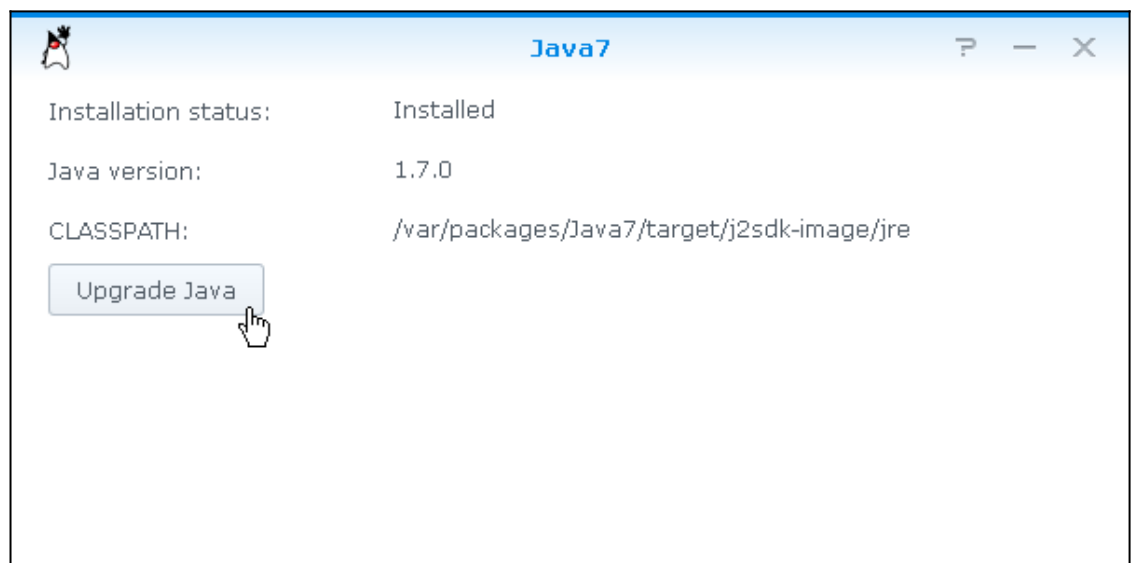 Java7
Installation status: Installed
Java version: 1.7.0
CLASSPATH: /var/packages/Java7/target/j2sdk-image/jre
Upgrade Java